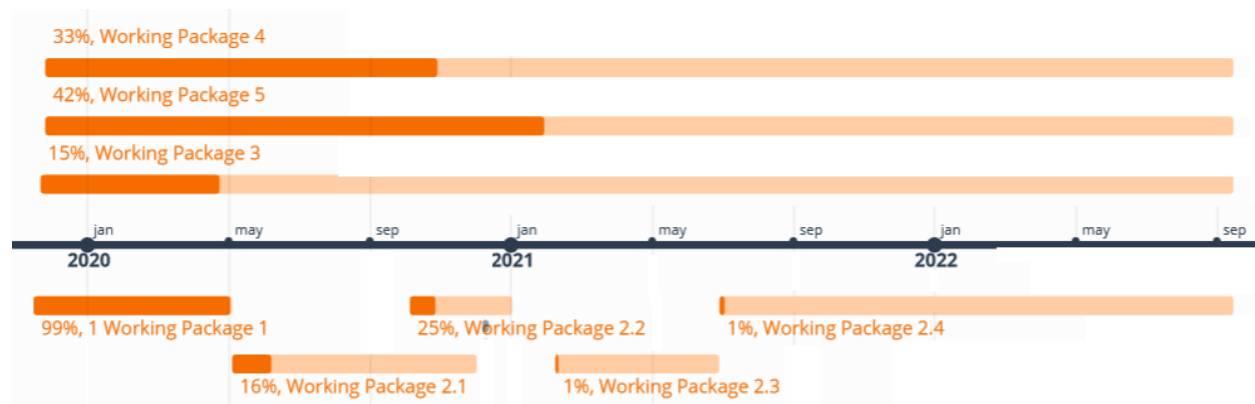 33%, Working Package 4
42%, Working Package 5
15%, Working Package 3
jan may sep jan may sep jan may sep
2020 2021 2022
99%, 1 Working Package 1 25%, Working Package 2.2 1%, Working Package 2.4
16%, Working Package 2.1 1%, Working Package 2.3